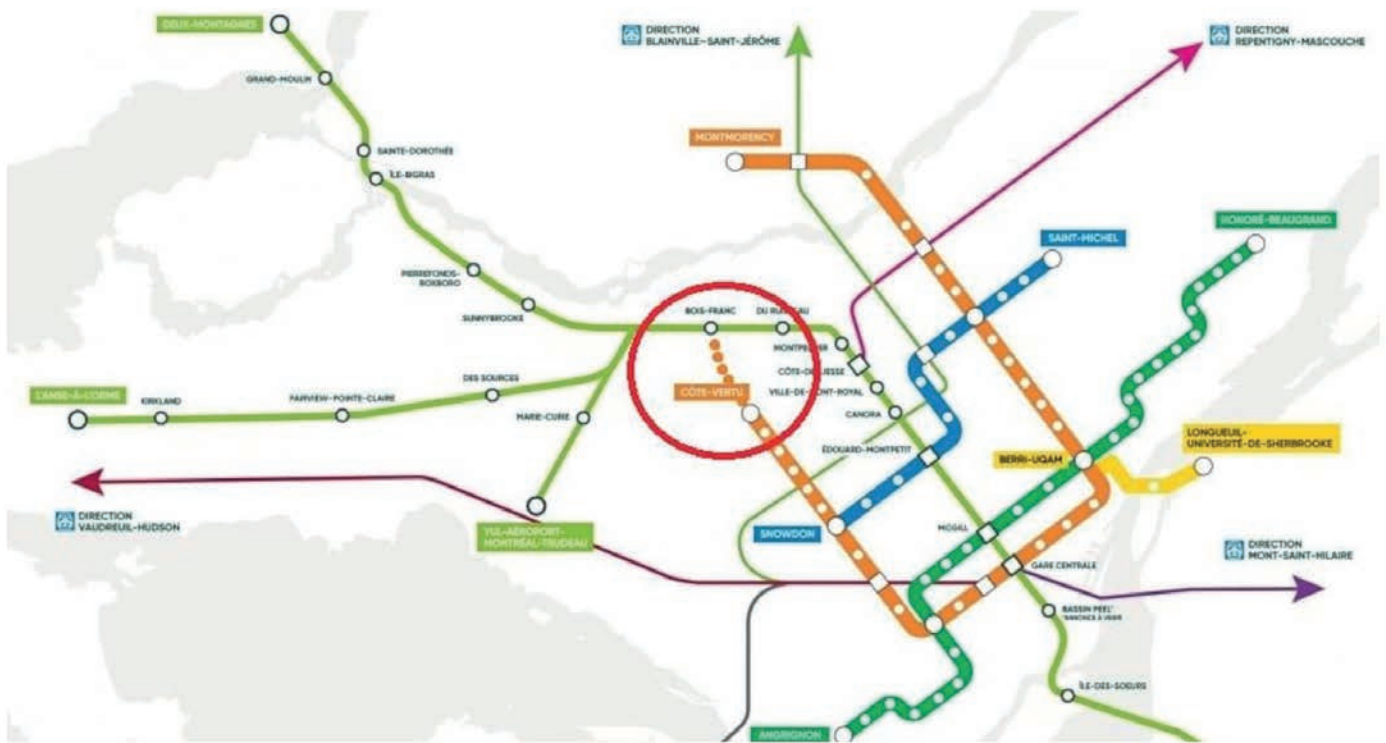 DEUX-MONTAGNES
GRAND-MOULIN
SAINTE-DOROTHÉE
ÎLE-BIGRAS
PIERREFONDS-
ROXBORO
SUNNYBROOKE
DIRECTION
BLAINVILLE–SAINT-JÉRÔME
DIRECTION
REPENTIGNY-MASCOUCHE
MONTMORENCY
SAINT-MICHEL
HONORÉ-BEAUGRAND
BOIS-FRANC
DU RUISSEAU
MONTPELLIER
CÔTE-DE-LIESSE
VILLE-DE-MONT-ROYAL
CANORA
CÔTE-VERTU
ÉDOUARD-MONTPETIT
L'ANSE-À-L'ORME
KIRKLAND
FAIRVIEW-POINTE-CLAIRE
DES SOURCES
MARIE-CURIE
YUL-AÉROPORT-
MONTRÉAL-TRUDEAU
DIRECTION
VAUDREUIL-HUDSON
SNOWDON
BERRI-UQAM
LONGUEUIL-
UNIVERSITÉ-DE-SHERBROOKE
MCGILL
GARE CENTRALE
DIRECTION
MONT-SAINT-HILAIRE
BASSIN PEEL*
ÎLE-DES-SOEURS
ANGRIGNON